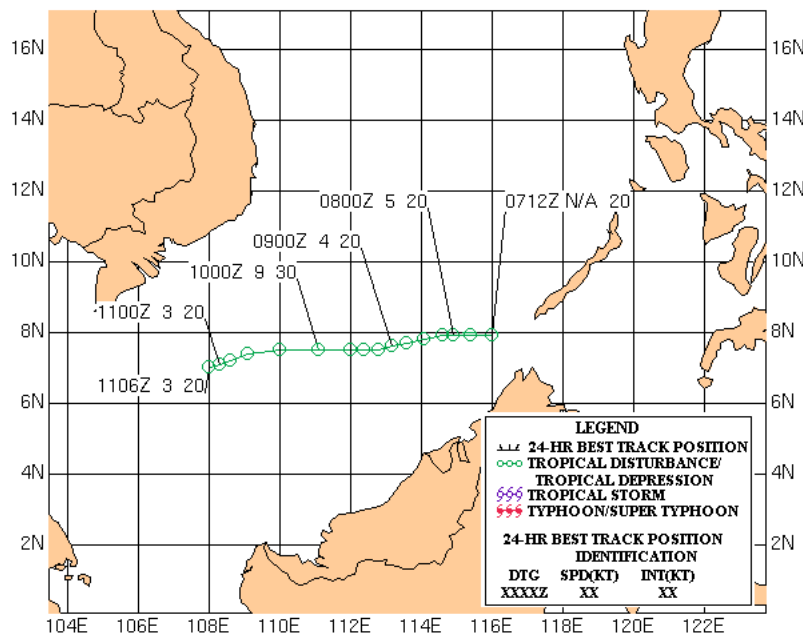 16N
16N
14N
14N
12N
12N
0800Z 5 20
0712Z N/A 20
10N
0900Z 4 20
10N
1000Z 9 30
8N
1100Z 3 20
8N
6N
1106Z 3 20
6N
LEGEND
24-HR BEST TRACK POSITION
TROPICAL DISTURBANCE/
TROPICAL DEPRESSION
TROPICAL STORM
TYPHOON/SUPER TYPHOON
24-HR BEST TRACK POSITION
IDENTIFICATION
DTG SPD(KT) INT(KT)
XXXXZ XX XX
4N
4N
2N
2N
104E 106E 108E 110E 112E 114E 116E 118E 120E 122E